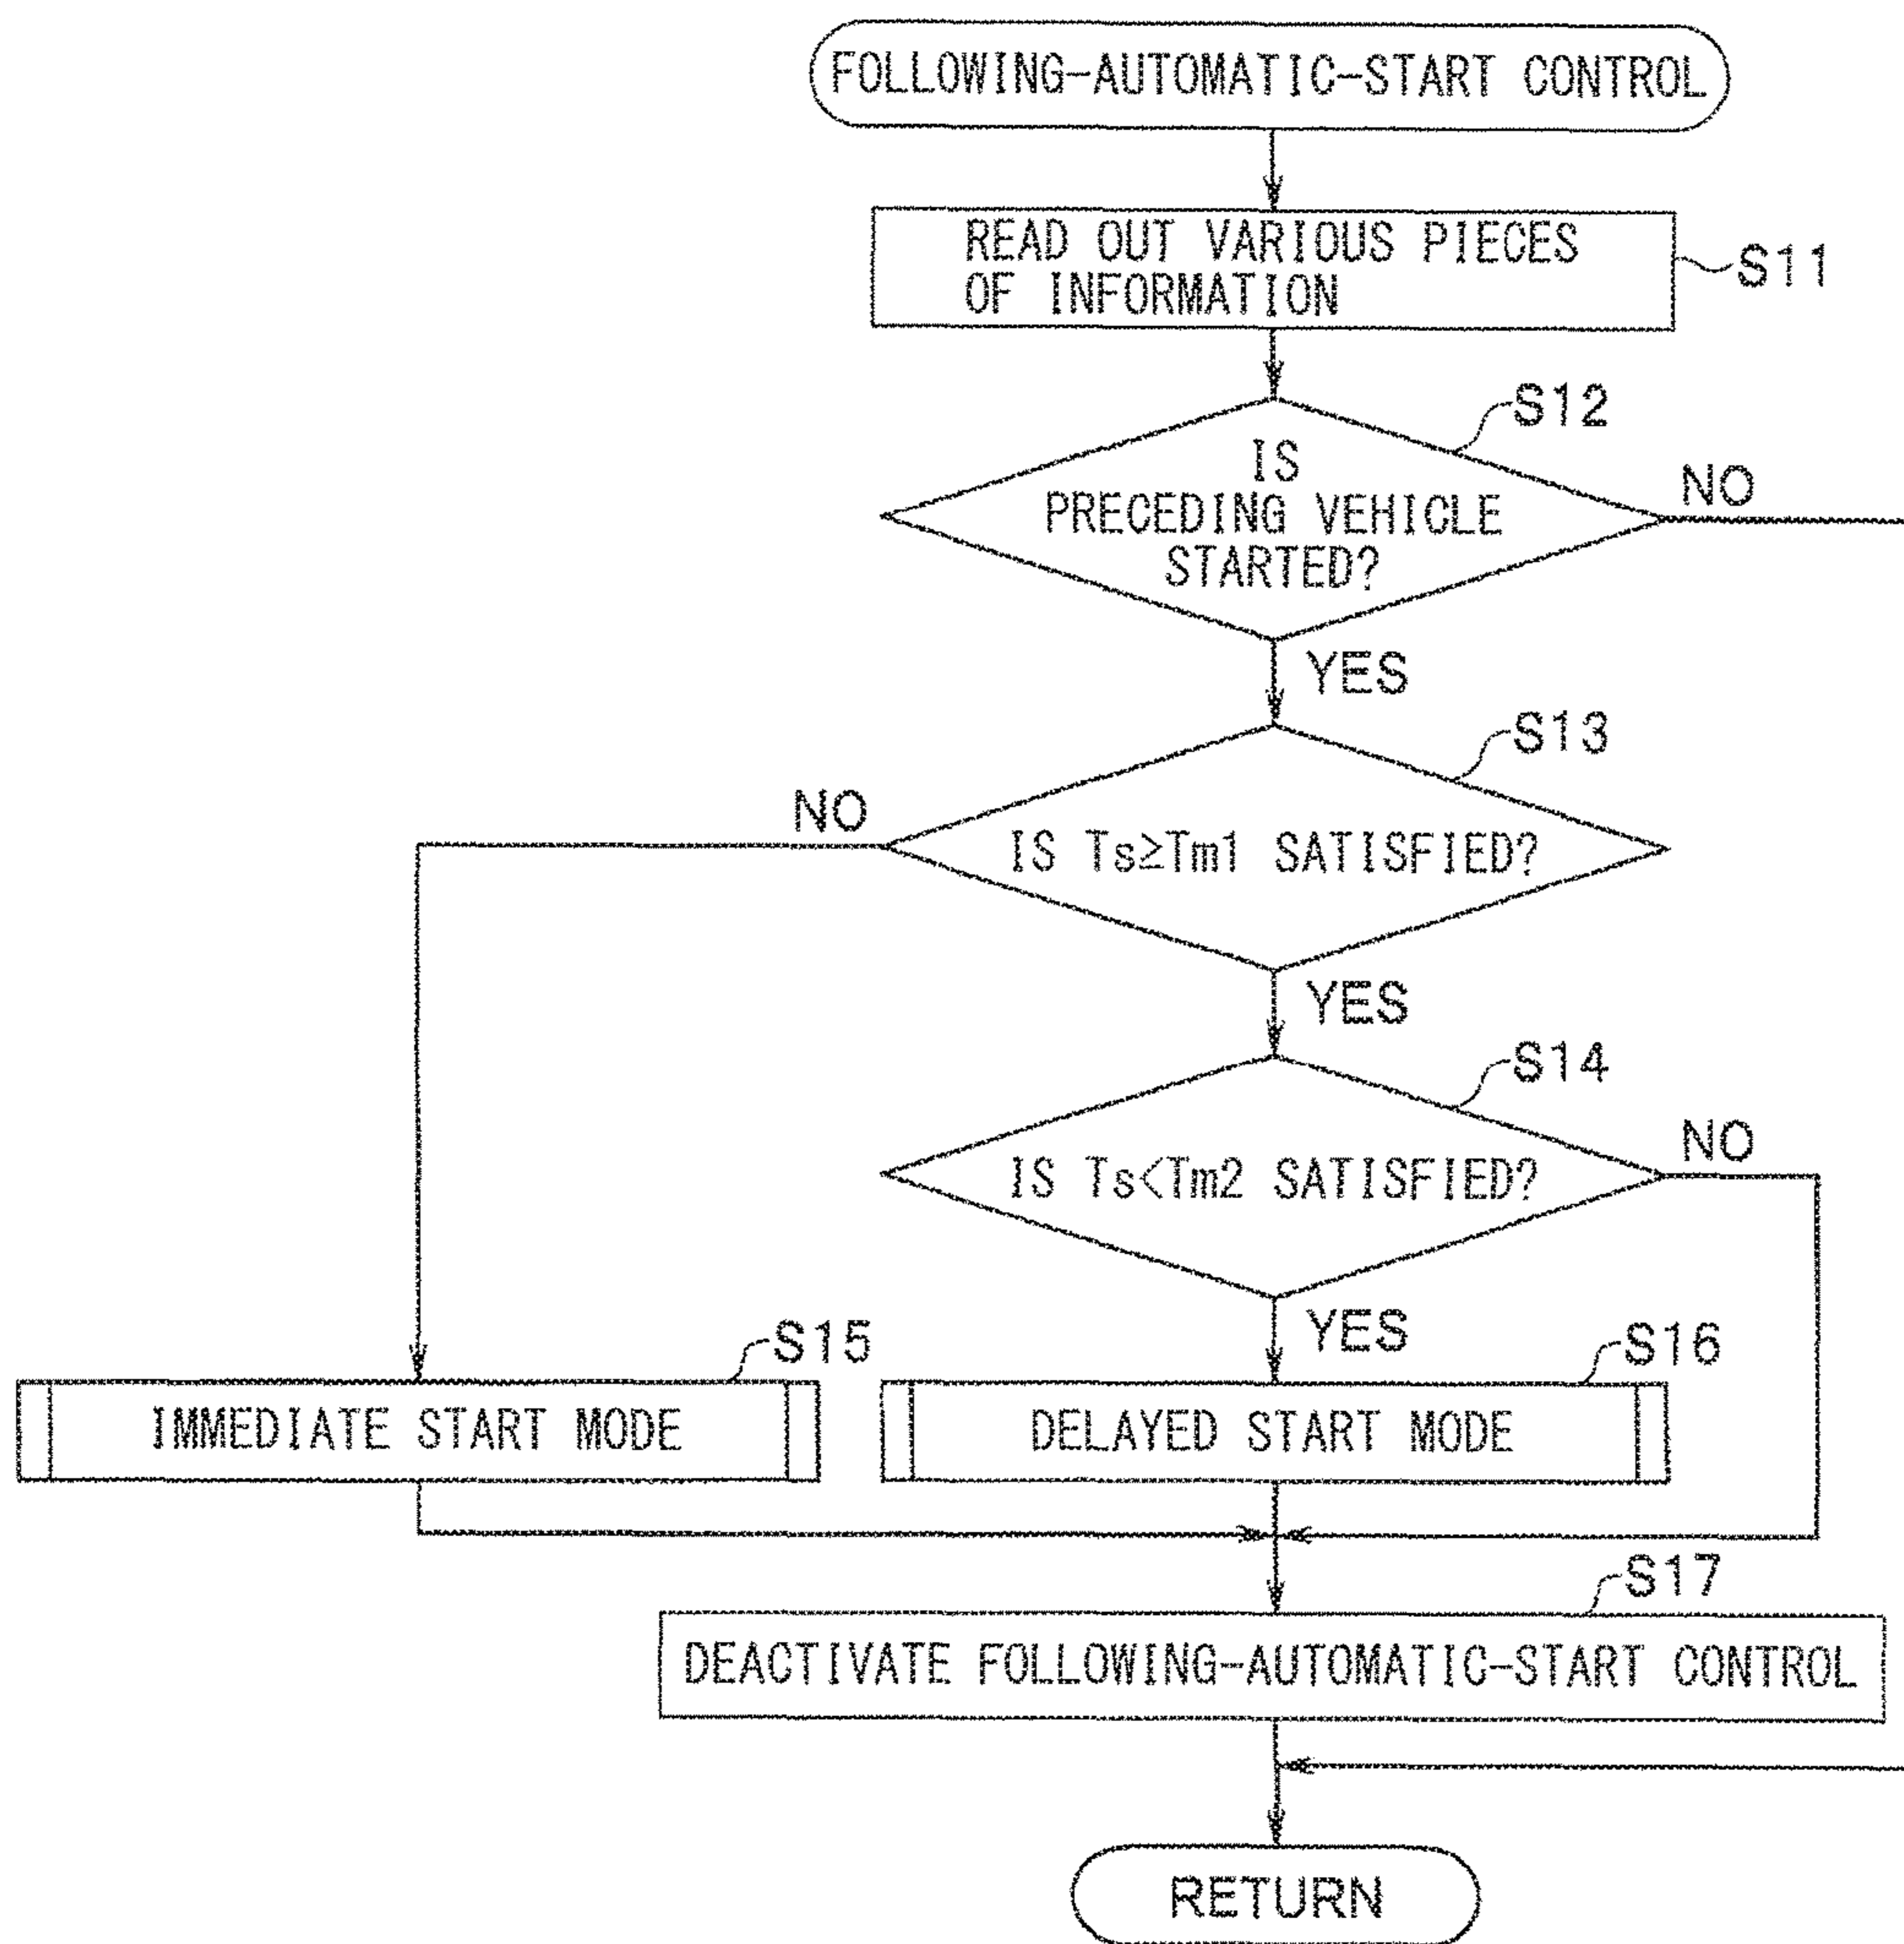 FOLLOWING-AUTOMATIC-START CONTROL
READ OUT VARIOUS PIECES
OF INFORMATION
S11
S12
IS
PRECEDING VEHICLE
STARTED?
NO
YES
S13
NO
IS Ts≥Tm1 SATISFIED?
YES
S14
NO
IS Ts<Tm2 SATISFIED?
YES
S15
S16
IMMEDIATE START MODE
DELAYED START MODE
S17
DEACTIVATE FOLLOWING-AUTOMATIC-START CONTROL
RETURN